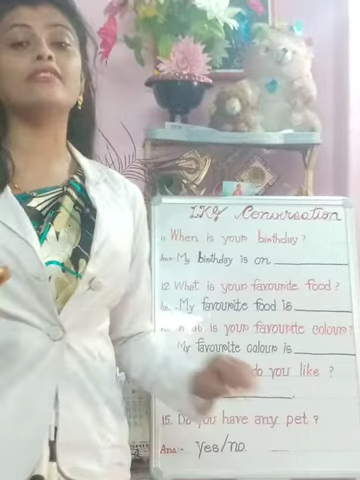 LKG Conversation
11. When is your birthday?
Ans:- My birthday is on
12. What is your favourite food?
My favourite food is
is your favourite colour?
My favourite colour is
do you like?
15. Do you have any pet?
Ans:- Yes/no